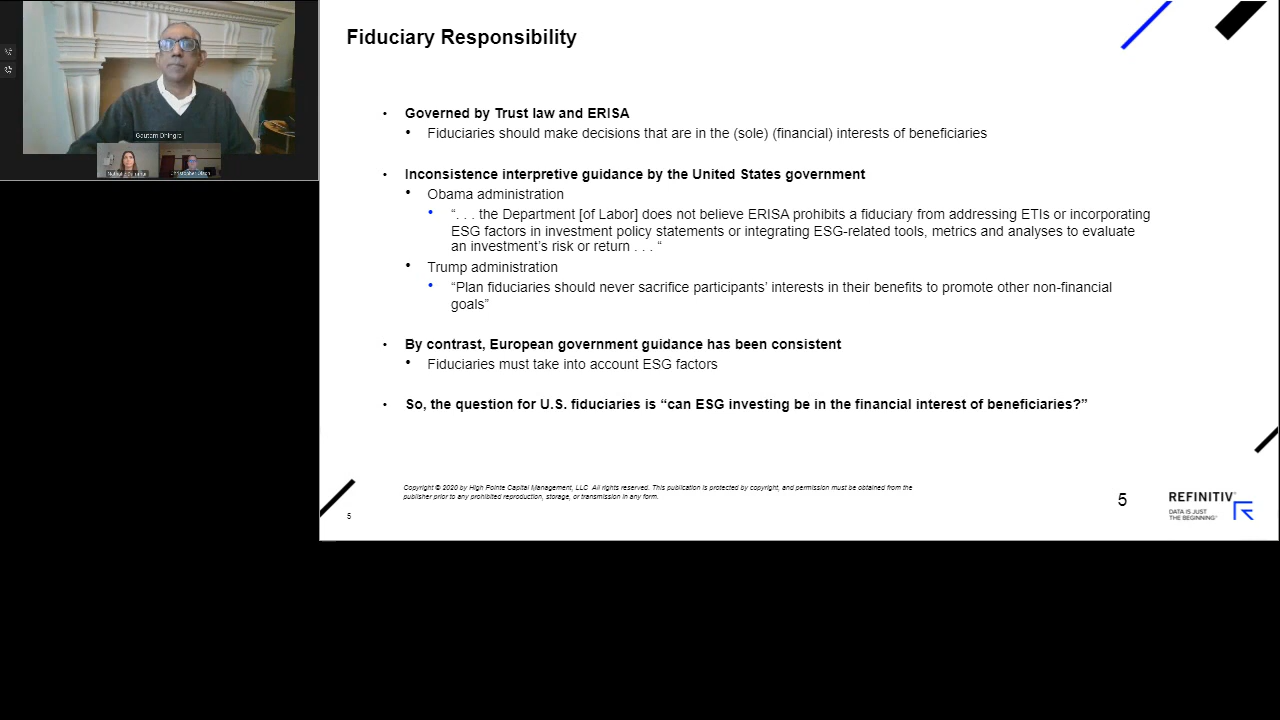 Gautam Dhingra
Christopher Olson
Fiduciary Responsibility
• Governed by Trust law and ERISA
• Fiduciaries should make decisions that are in the (sole) (financial) interests of beneficiaries
• Inconsistence interpretive guidance by the United States government
• Obama administration
• “. . . the Department [of Labor] does not believe ERISA prohibits a fiduciary from addressing ETIs or incorporating
ESG factors in investment policy statements or integrating ESG-related tools, metrics and analyses to evaluate
an investment’s risk or return . . . “
• Trump administration
• “Plan fiduciaries should never sacrifice participants’ interests in their benefits to promote other non-financial
goals”
• By contrast, European government guidance has been consistent
• Fiduciaries must take into account ESG factors
• So, the question for U.S. fiduciaries is “can ESG investing be in the financial interest of beneficiaries?”
Copyright © 2020 by High Pointe Capital Management, LLC All rights reserved. This publication is protected by copyright, and permission must be obtained from the
publisher prior to any prohibited reproduction, storage, or transmission in any form.
5
5
REFINITIV
DATA IS JUST
THE BEGINNING